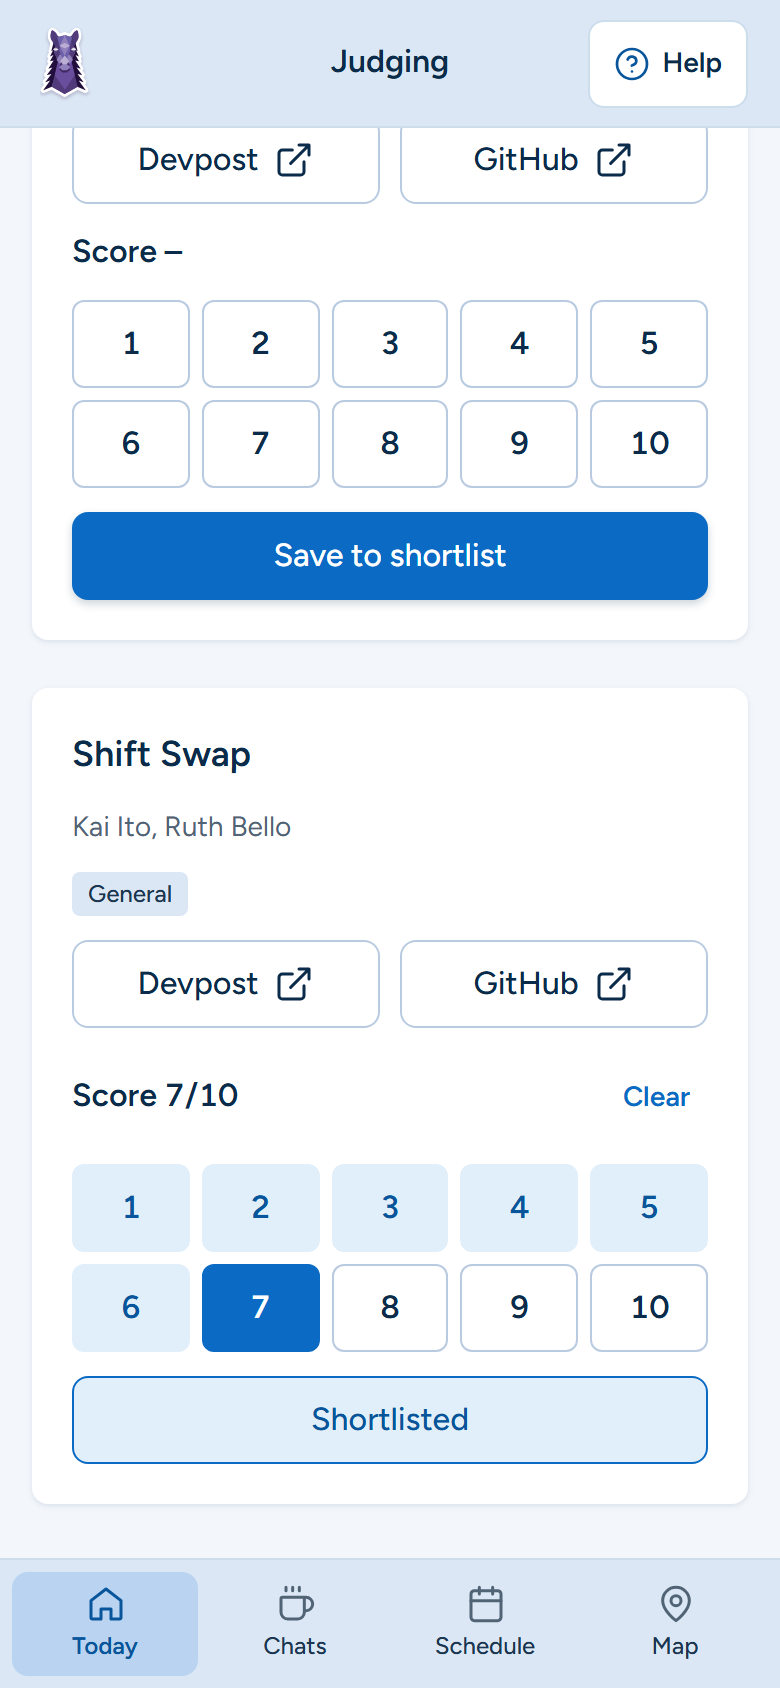 Judging
Help
Devpost
GitHub
Score –
1 2 3 4 5
6 7 8 9 10
Save to shortlist
Shift Swap
Kai Ito, Ruth Bello
General
Devpost
GitHub
Score 7/10
Clear
1 2 3 4 5
6 7 8 9 10
Shortlisted
Today
Chats
Schedule
Map